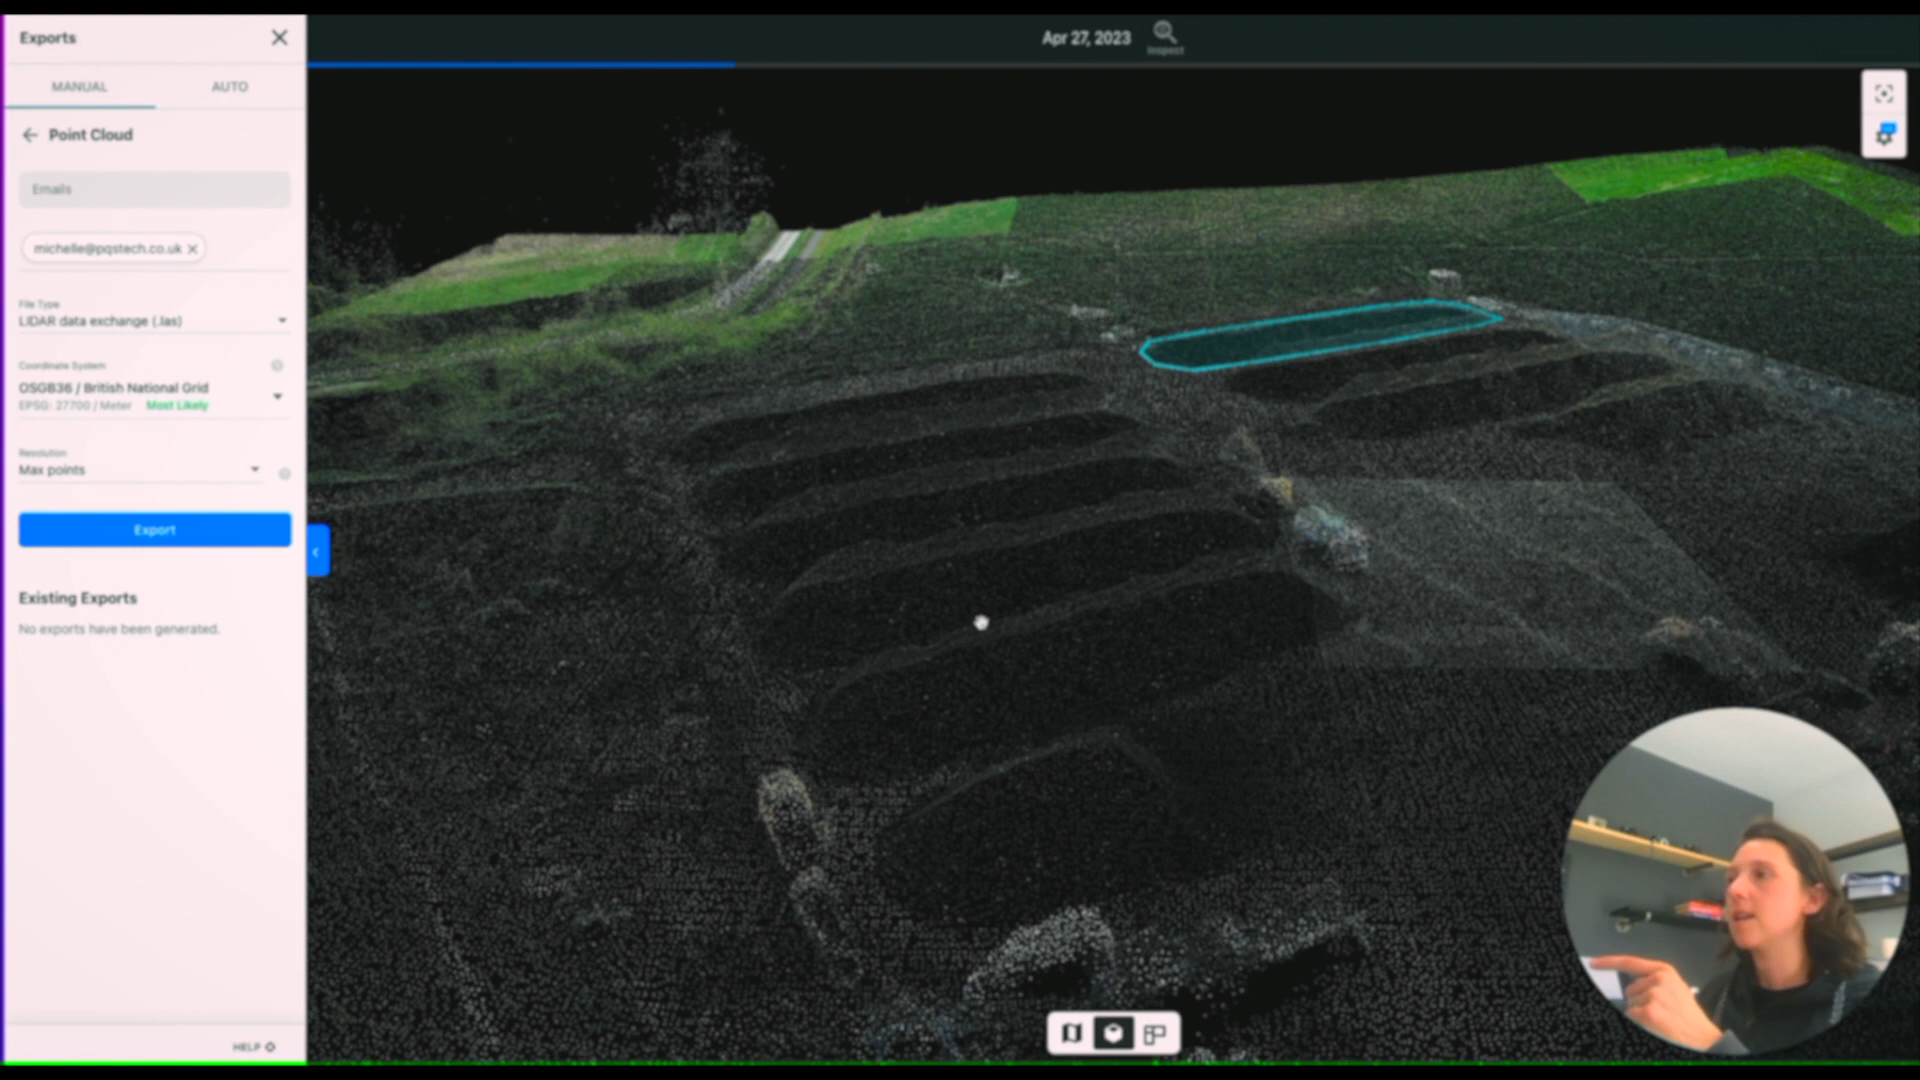 Exports
MANUAL
AUTO
Point Cloud
Emails
michelle@pqstech.co.uk
File Type
LIDAR data exchange (.las)
Coordinate System
OSGB36 / British National Grid
EPSG: 27700 / Meter Most Likely
Resolution
Max points
Export
Existing Exports
No exports have been generated.
HELP
Apr 27, 2023
Inspect